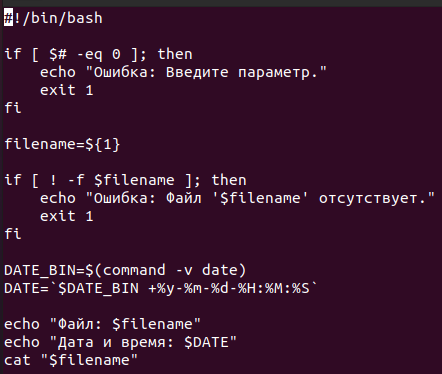 #!/bin/bash

if [ $# -eq 0 ]; then
    echo "Ошибка: Введите параметр."
    exit 1
fi

filename=${1}

if [ ! -f $filename ]; then
    echo "Ошибка: Файл '$filename' отсутствует."
    exit 1
fi

DATE_BIN=$(command -v date)
DATE=`$DATE_BIN +%y-%m-%d-%H:%M:%S`

echo "Файл: $filename"
echo "Дата и время: $DATE"
cat "$filename"